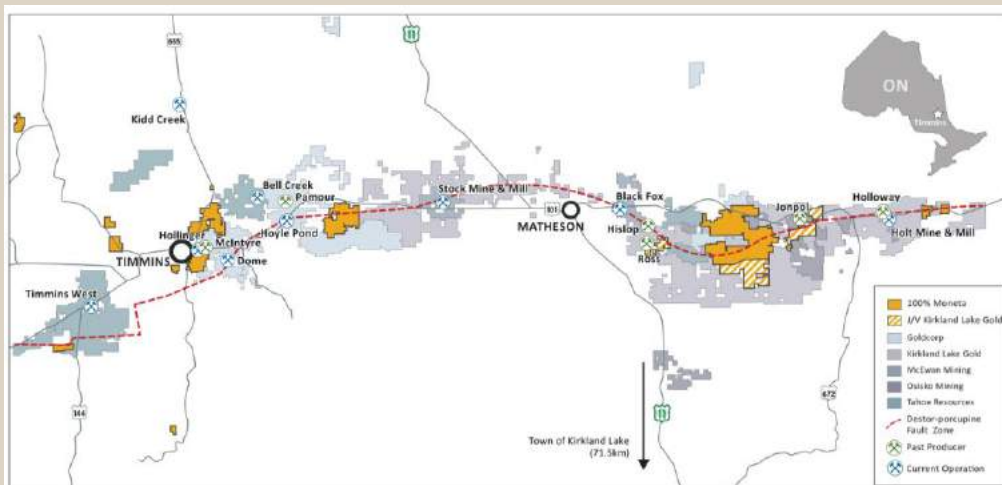 655
11
ON
Timmins
Kidd Creek
Bell Creek
Pamour
Stock Mine & Mill
Black Fox
Jonpol
Holloway
101
Hollinger
McIntyre
Hoyle Pond
MATHESON
Hislop
Holt Mine & Mill
TIMMINS
Dome
Ross
Timmins West
100% Moneta
J/V Kirkland Lake Gold
Goldcorp
Kirkland Lake Gold
McEwan Mining
Osisko Mining
Tahoe Resources
Destor-porcupine
Fault Zone
Past Producer
Current Operation
144
11
672
Town of Kirkland Lake
(71.5km)